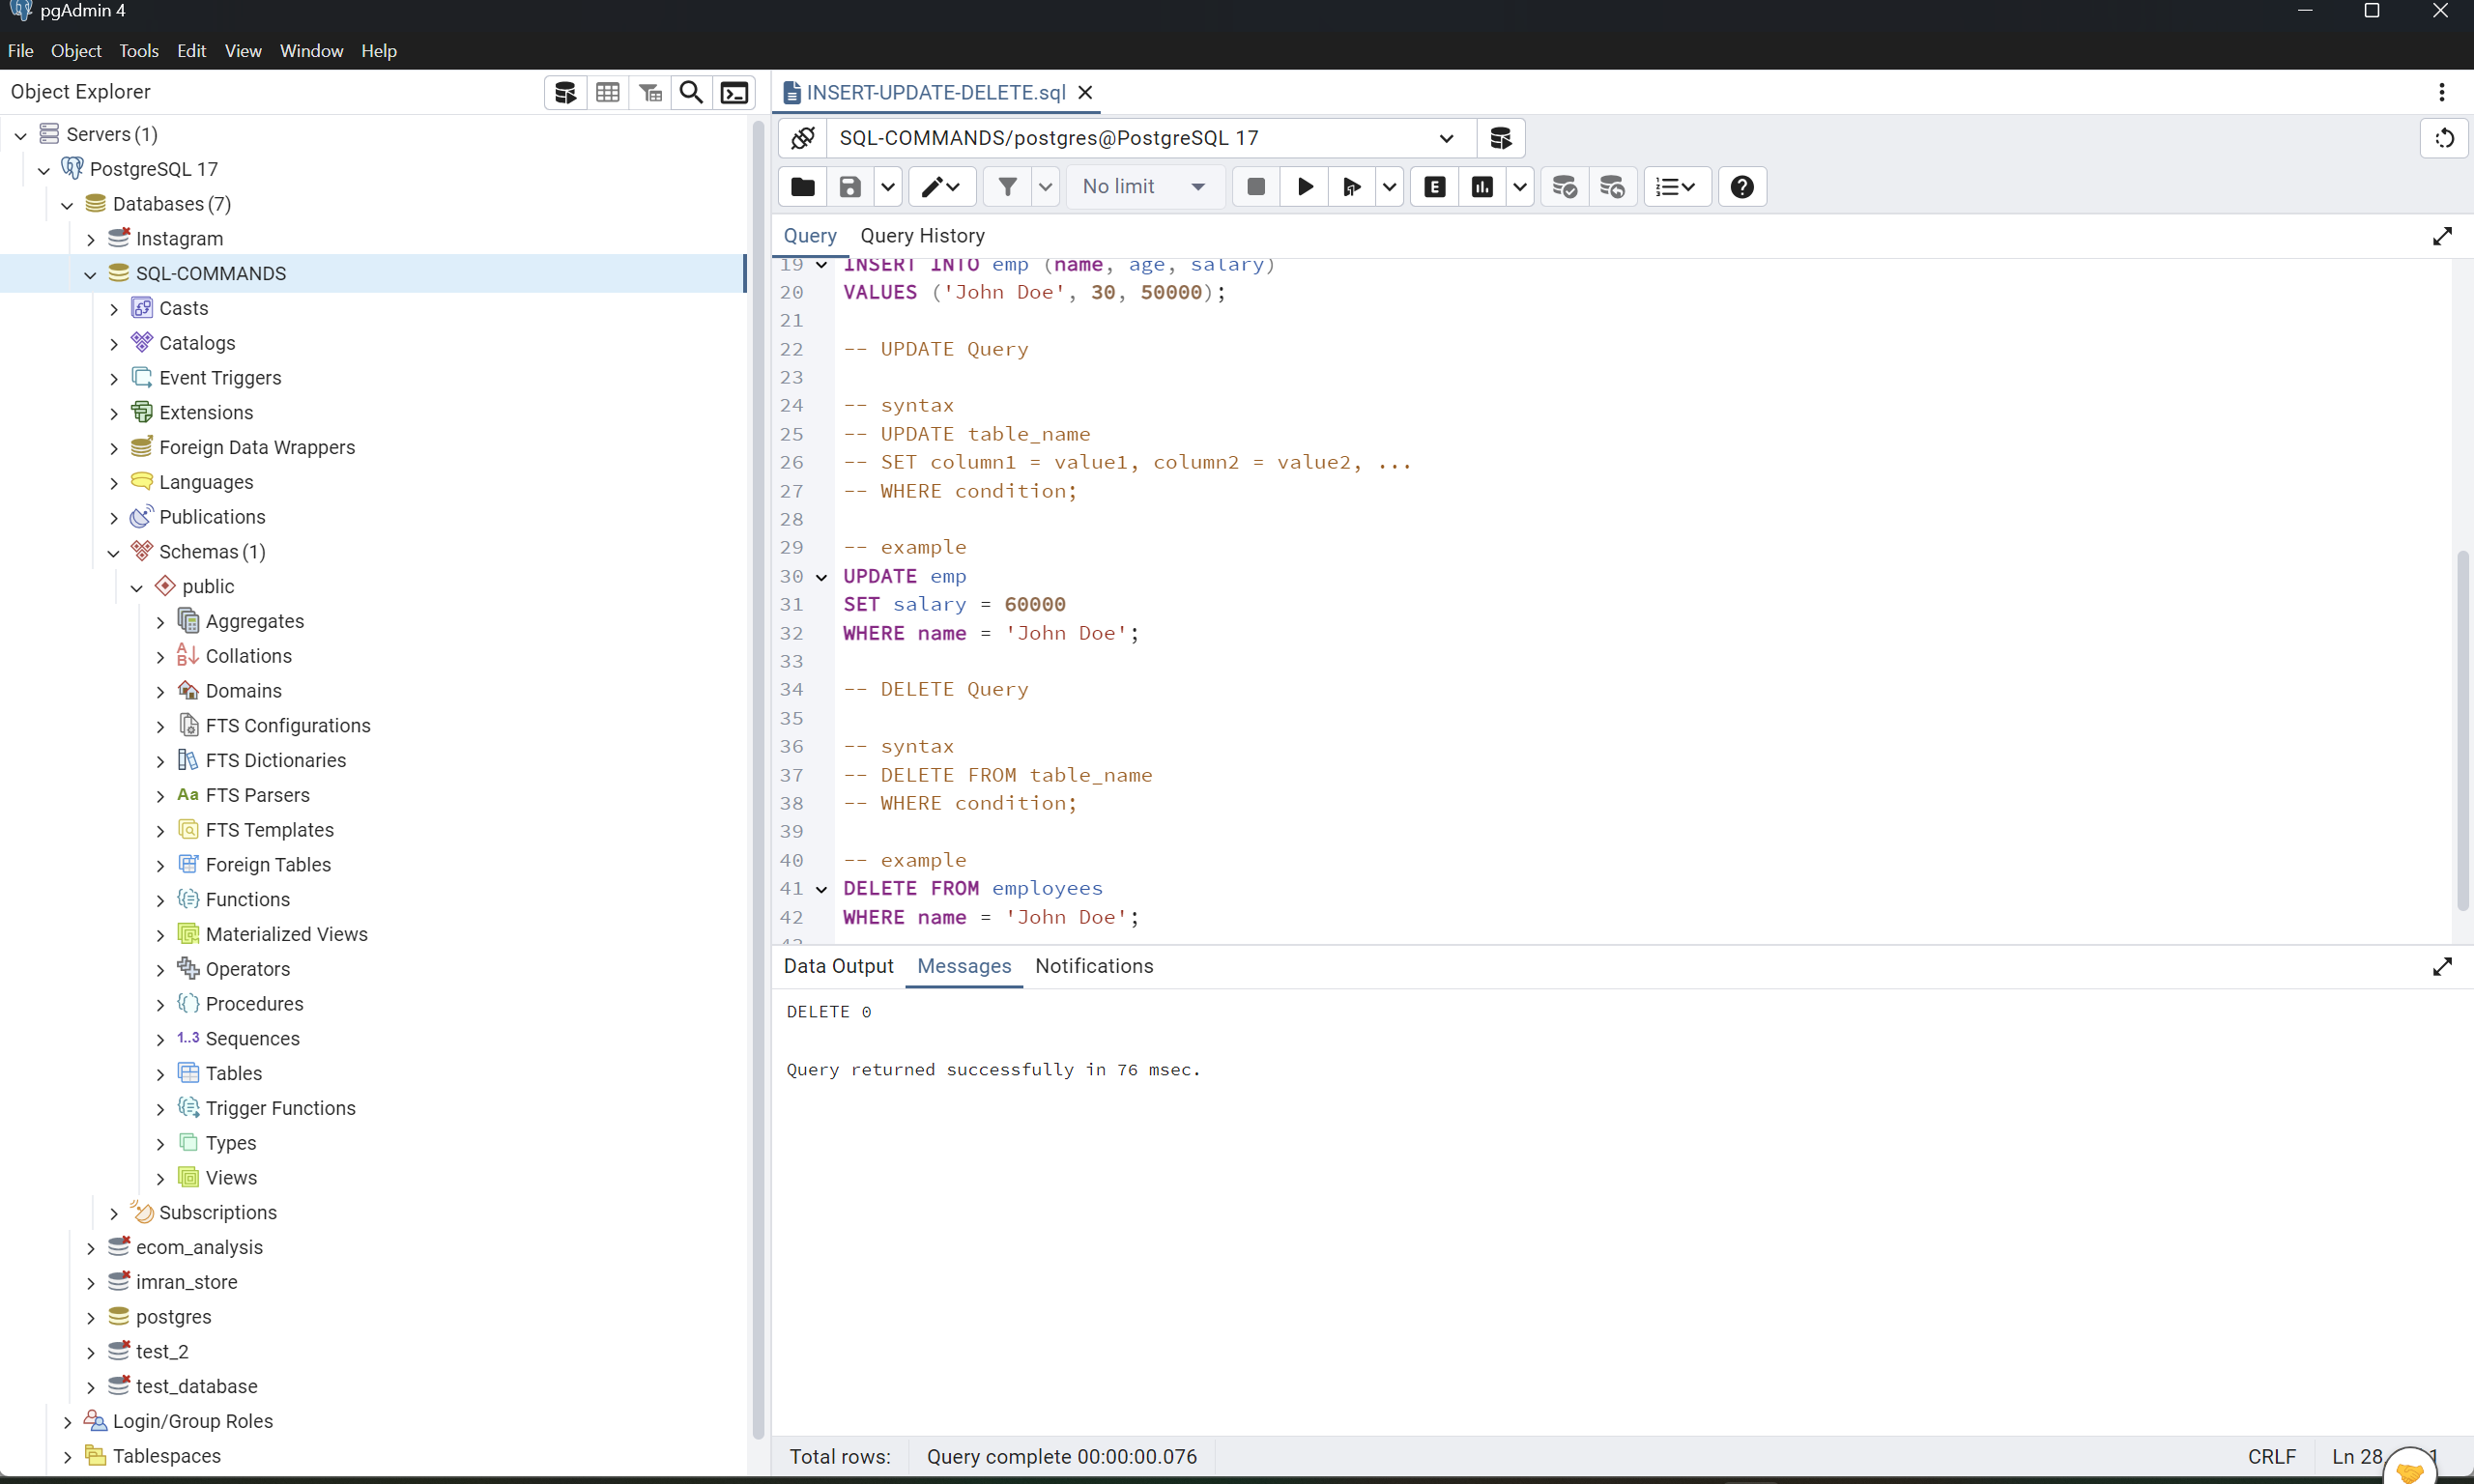 pgAdmin 4
File Object Tools Edit View Window Help
Object Explorer
Servers (1)
PostgreSQL 17
Databases (7)
Instagram
SQL-COMMANDS
Casts
Catalogs
Event Triggers
Extensions
Foreign Data Wrappers
Languages
Publications
Schemas (1)
public
Aggregates
Collations
Domains
FTS Configurations
FTS Dictionaries
Aa FTS Parsers
FTS Templates
Foreign Tables
Functions
Materialized Views
Operators
Procedures
1..3 Sequences
Tables
Trigger Functions
Types
Views
Subscriptions
ecom_analysis
imran_store
postgres
test_2
test_database
Login/Group Roles
Tablespaces
INSERT-UPDATE-DELETE.sql
SQL-COMMANDS/postgres@PostgreSQL 17
No limit
Query Query History
19 INSERT INTO emp (name, age, salary)
20 VALUES ('John Doe', 30, 50000);
21
22 -- UPDATE Query
23
24 -- syntax
25 -- UPDATE table_name
26 -- SET column1 = value1, column2 = value2, ...
27 -- WHERE condition;
28
29 -- example
30 UPDATE emp
31 SET salary = 60000
32 WHERE name = 'John Doe';
33
34 -- DELETE Query
35
36 -- syntax
37 -- DELETE FROM table_name
38 -- WHERE condition;
39
40 -- example
41 DELETE FROM employees
42 WHERE name = 'John Doe';
Data Output Messages Notifications
DELETE 0
Query returned successfully in 76 msec.
Total rows: Query complete 00:00:00.076
CRLF Ln 28